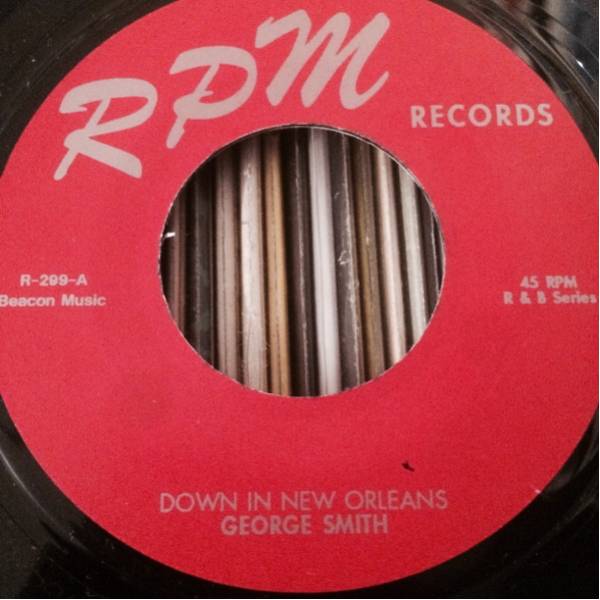 RPM
RECORDS
R-299-A
Beacon Music
45 RPM
R & B Series
DOWN IN NEW ORLEANS
GEORGE SMITH